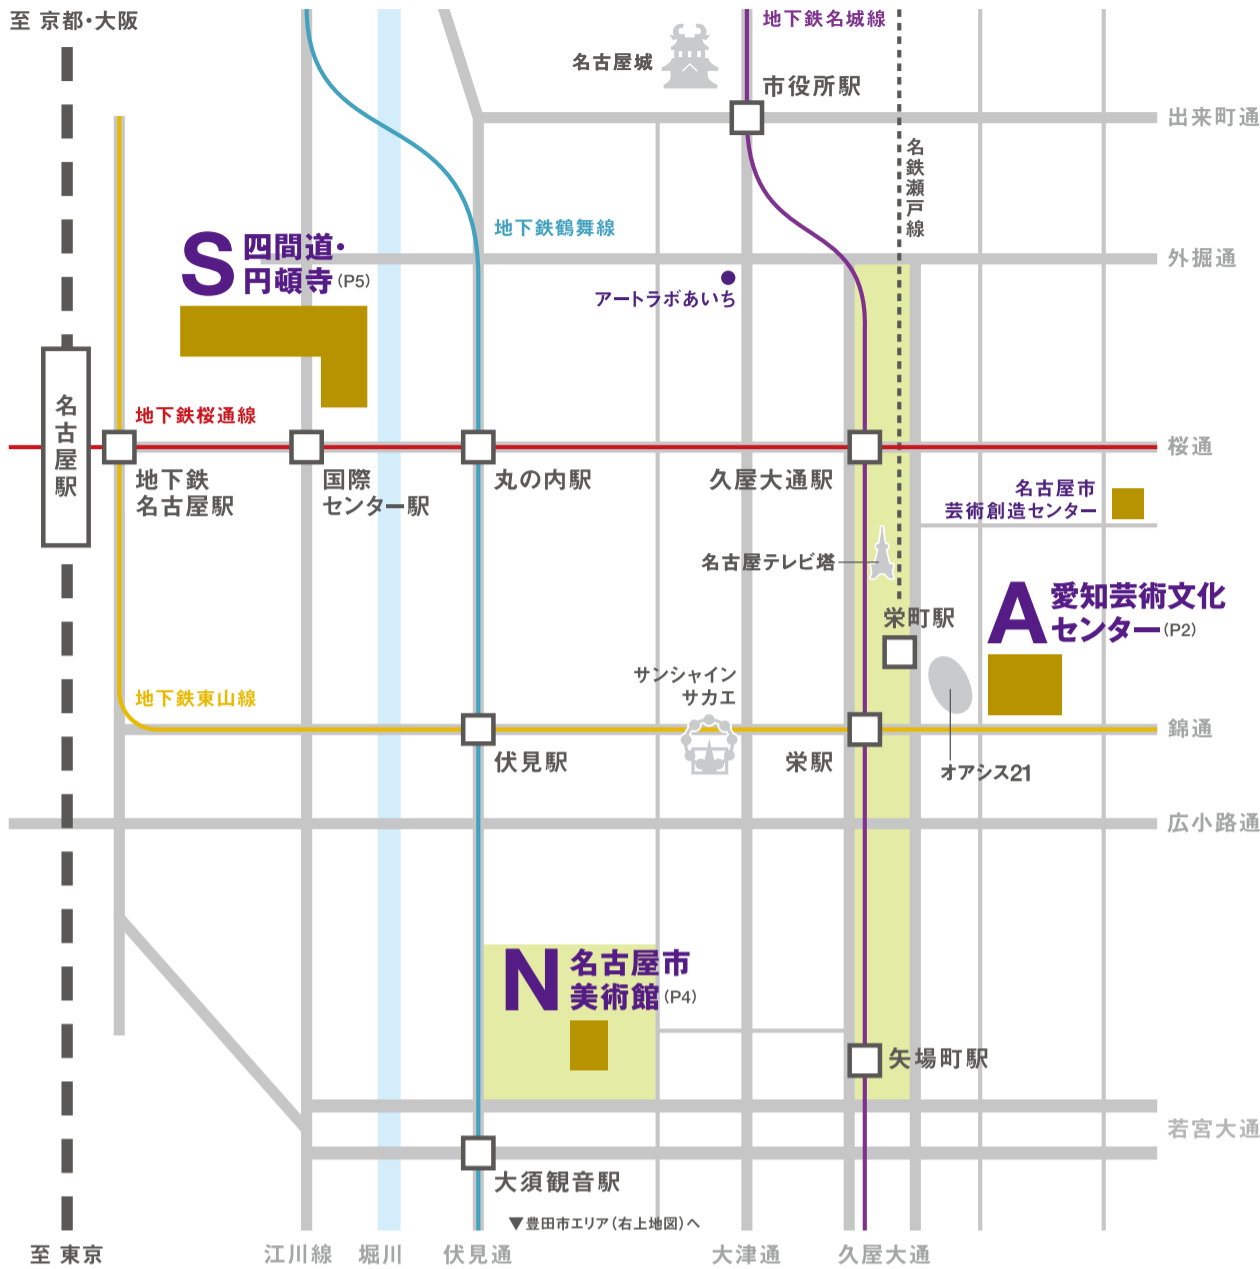 至 京都・大阪
地下鉄名城線
名古屋城
市役所駅
出来町通
名鉄瀬戸線
地下鉄鶴舞線
S 四間道・
円頓寺(P5)
外掘通
アートラボあいち
名古屋駅
地下鉄桜通線
桜通
地下鉄
名古屋駅
国際
センター駅
丸の内駅
久屋大通駅
名古屋市
芸術創造センター
名古屋テレビ塔
A 愛知芸術文化
センター(P2)
栄町駅
サンシャイン
サカエ
地下鉄東山線
錦通
伏見駅
栄駅
オアシス21
広小路通
N 名古屋市
美術館(P4)
矢場町駅
若宮大通
大須観音駅
▼豊田市エリア(右上地図)へ
至 東京
江川線
堀川
伏見通
大津通
久屋大通